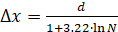 Δx = d / (1+3.22·ln N)